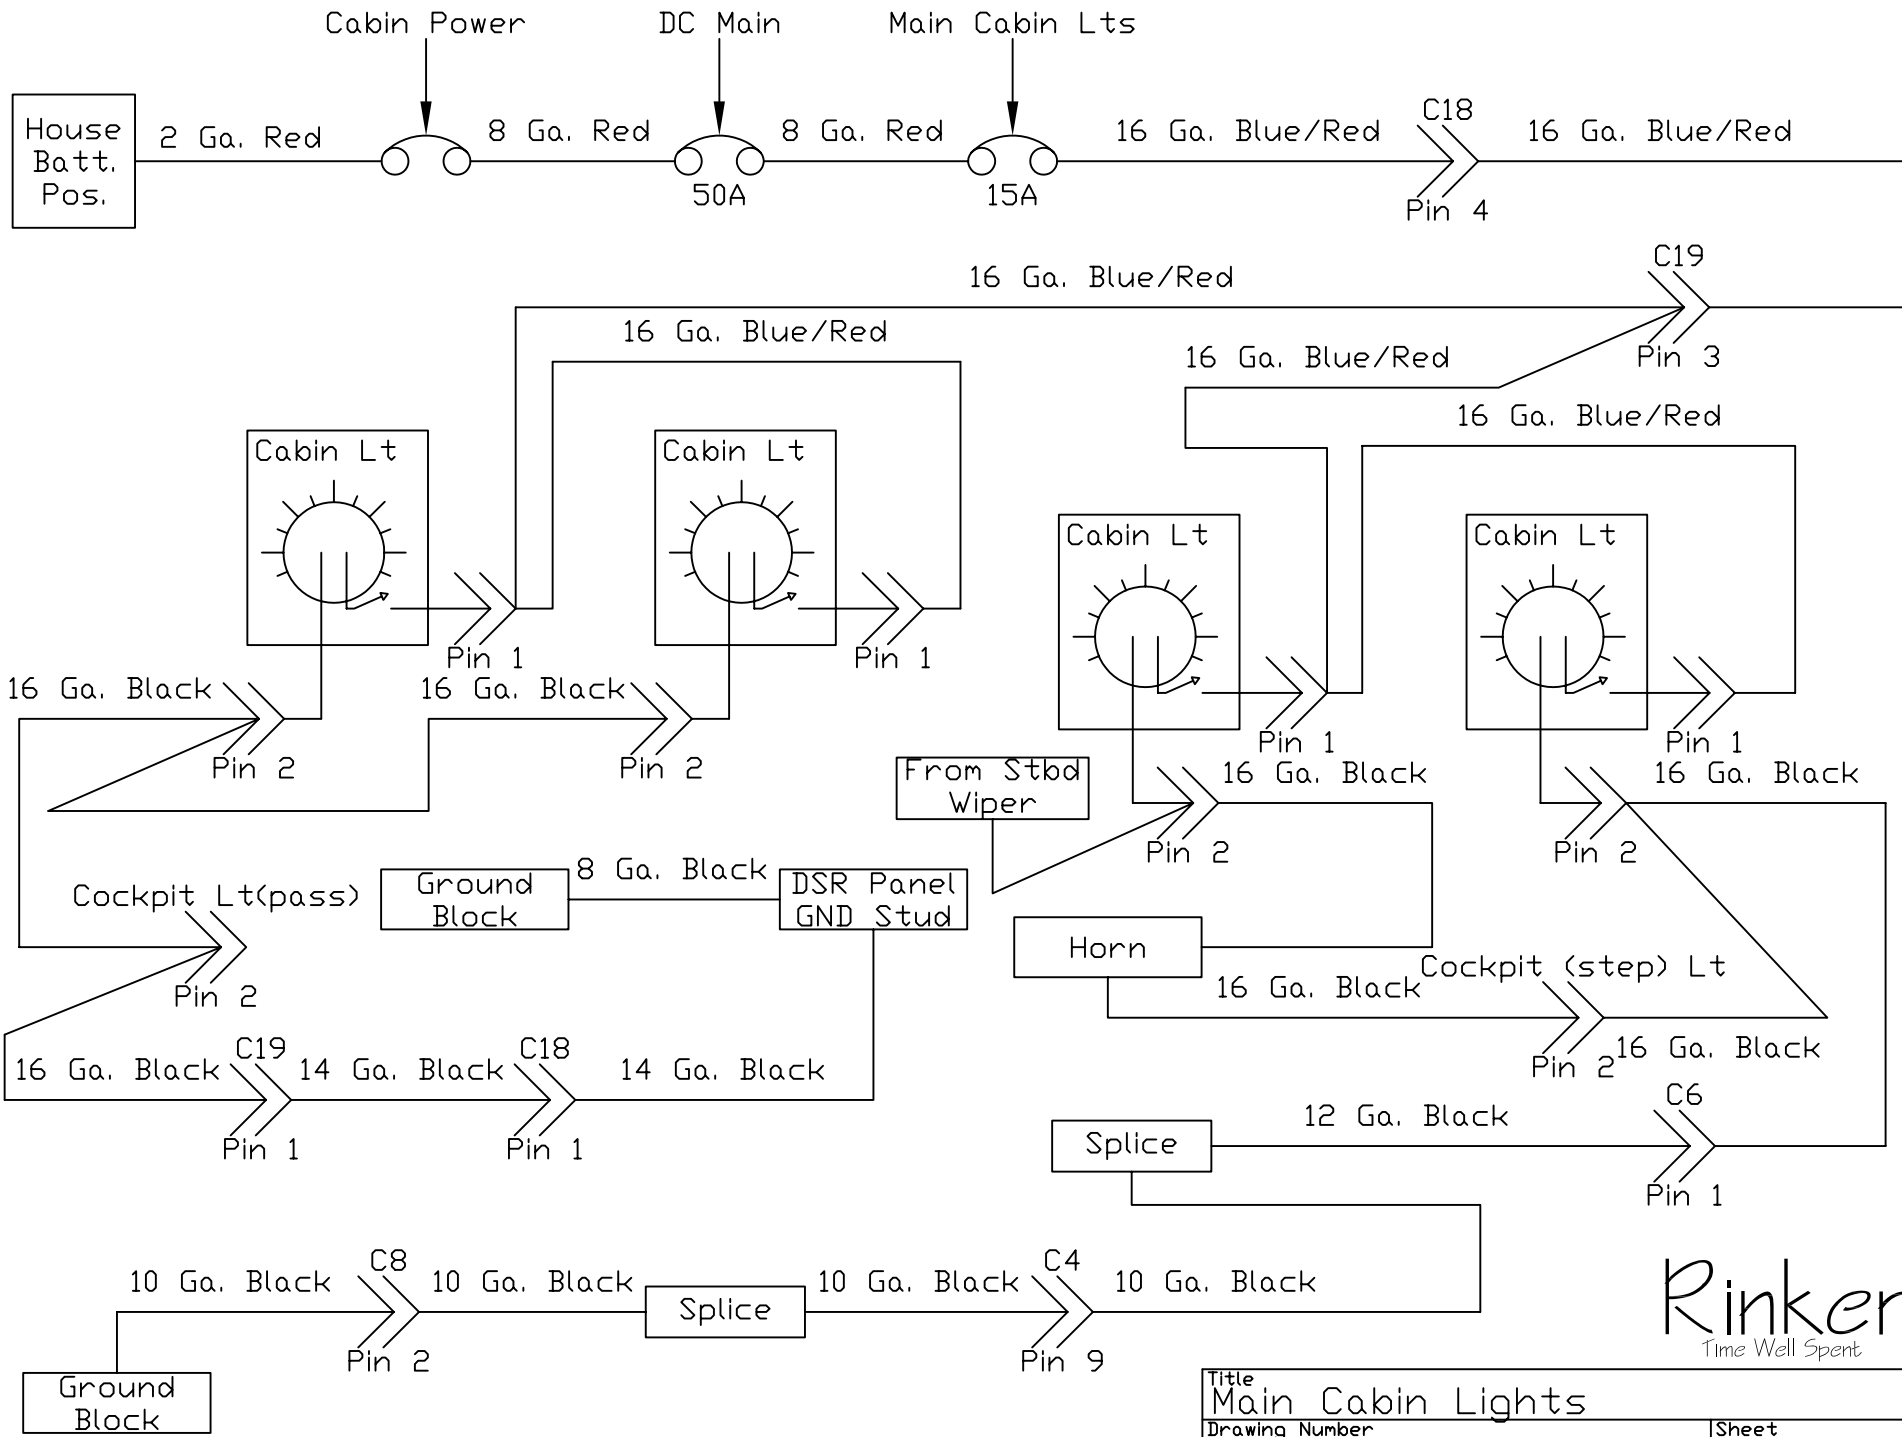 Cabin Power
DC Main
Main Cabin Lts
House
Batt.
Pos.
2 Ga. Red
8 Ga. Red
8 Ga. Red
16 Ga. Blue/Red
C18
16 Ga. Blue/Red
50A
15A
Pin 4
C19
16 Ga. Blue/Red
16 Ga. Blue/Red
16 Ga. Blue/Red
Pin 3
16 Ga. Blue/Red
Cabin Lt
Cabin Lt
Cabin Lt
Cabin Lt
Pin 1
Pin 1
16 Ga. Black
16 Ga. Black
Pin 2
Pin 2
Pin 1
Pin 1
From Stbd
Wiper
16 Ga. Black
16 Ga. Black
Pin 2
Pin 2
Cockpit Lt(pass)
Ground
Block
8 Ga. Black
DSR Panel
GND Stud
Horn
Pin 2
16 Ga. Black
Cockpit (step) Lt
Pin 2
16 Ga. Black
16 Ga. Black
C19
14 Ga. Black
C18
14 Ga. Black
Pin 1
Pin 1
Splice
12 Ga. Black
C6
Pin 1
10 Ga. Black
C8
10 Ga. Black
Splice
10 Ga. Black
C4
10 Ga. Black
Pin 2
Pin 9
Ground
Block
Rinker
Time Well Spent
Title
Main Cabin Lights
Drawing Number
Sheet